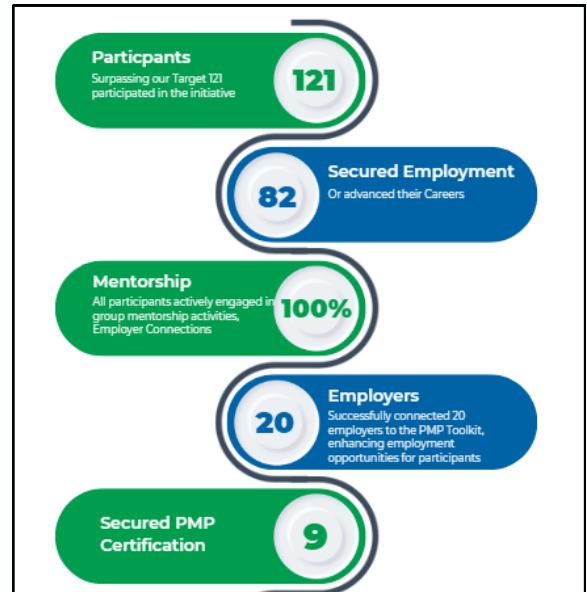 Particpants
Surpassing our Target 121
participated in the initiative
121
82
Secured Employment
Or advanced their Careers
Mentorship
All participants actively engaged in
group mentorship activities,
Employer Connections
100%
20
Employers
Successfully connected 20
employers to the PMP Toolkit,
enhancing employment
opportunities for participants
Secured PMP
Certification
9